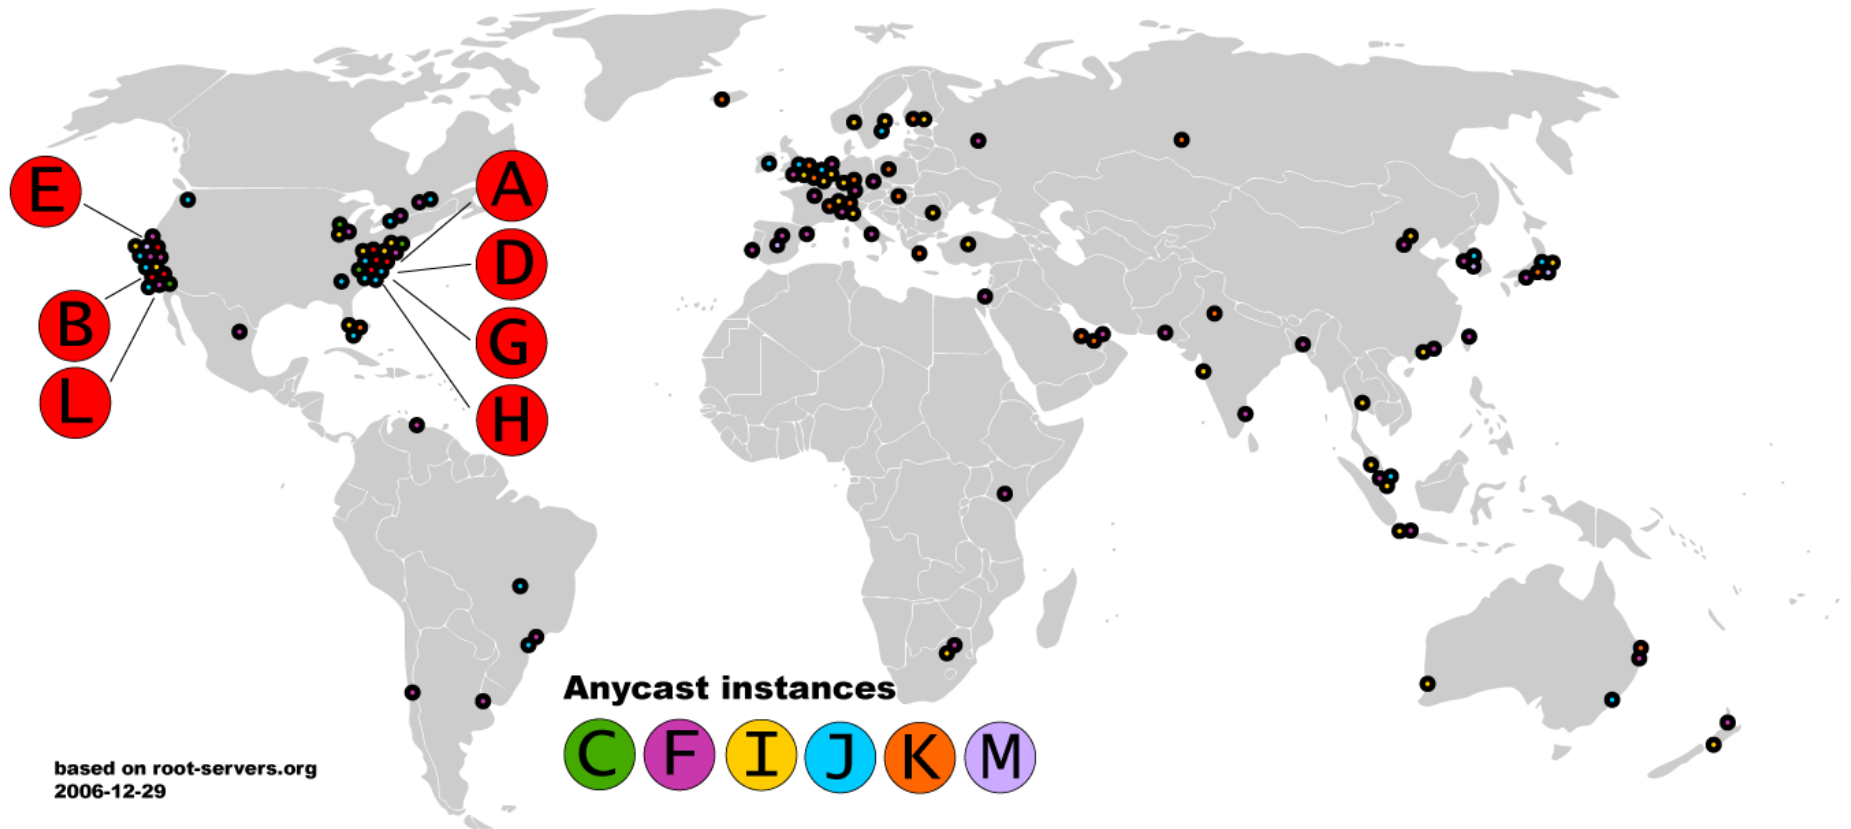 E
A
D
B
G
L
H
Anycast instances
C F I J K M
based on root-servers.org
2006-12-29